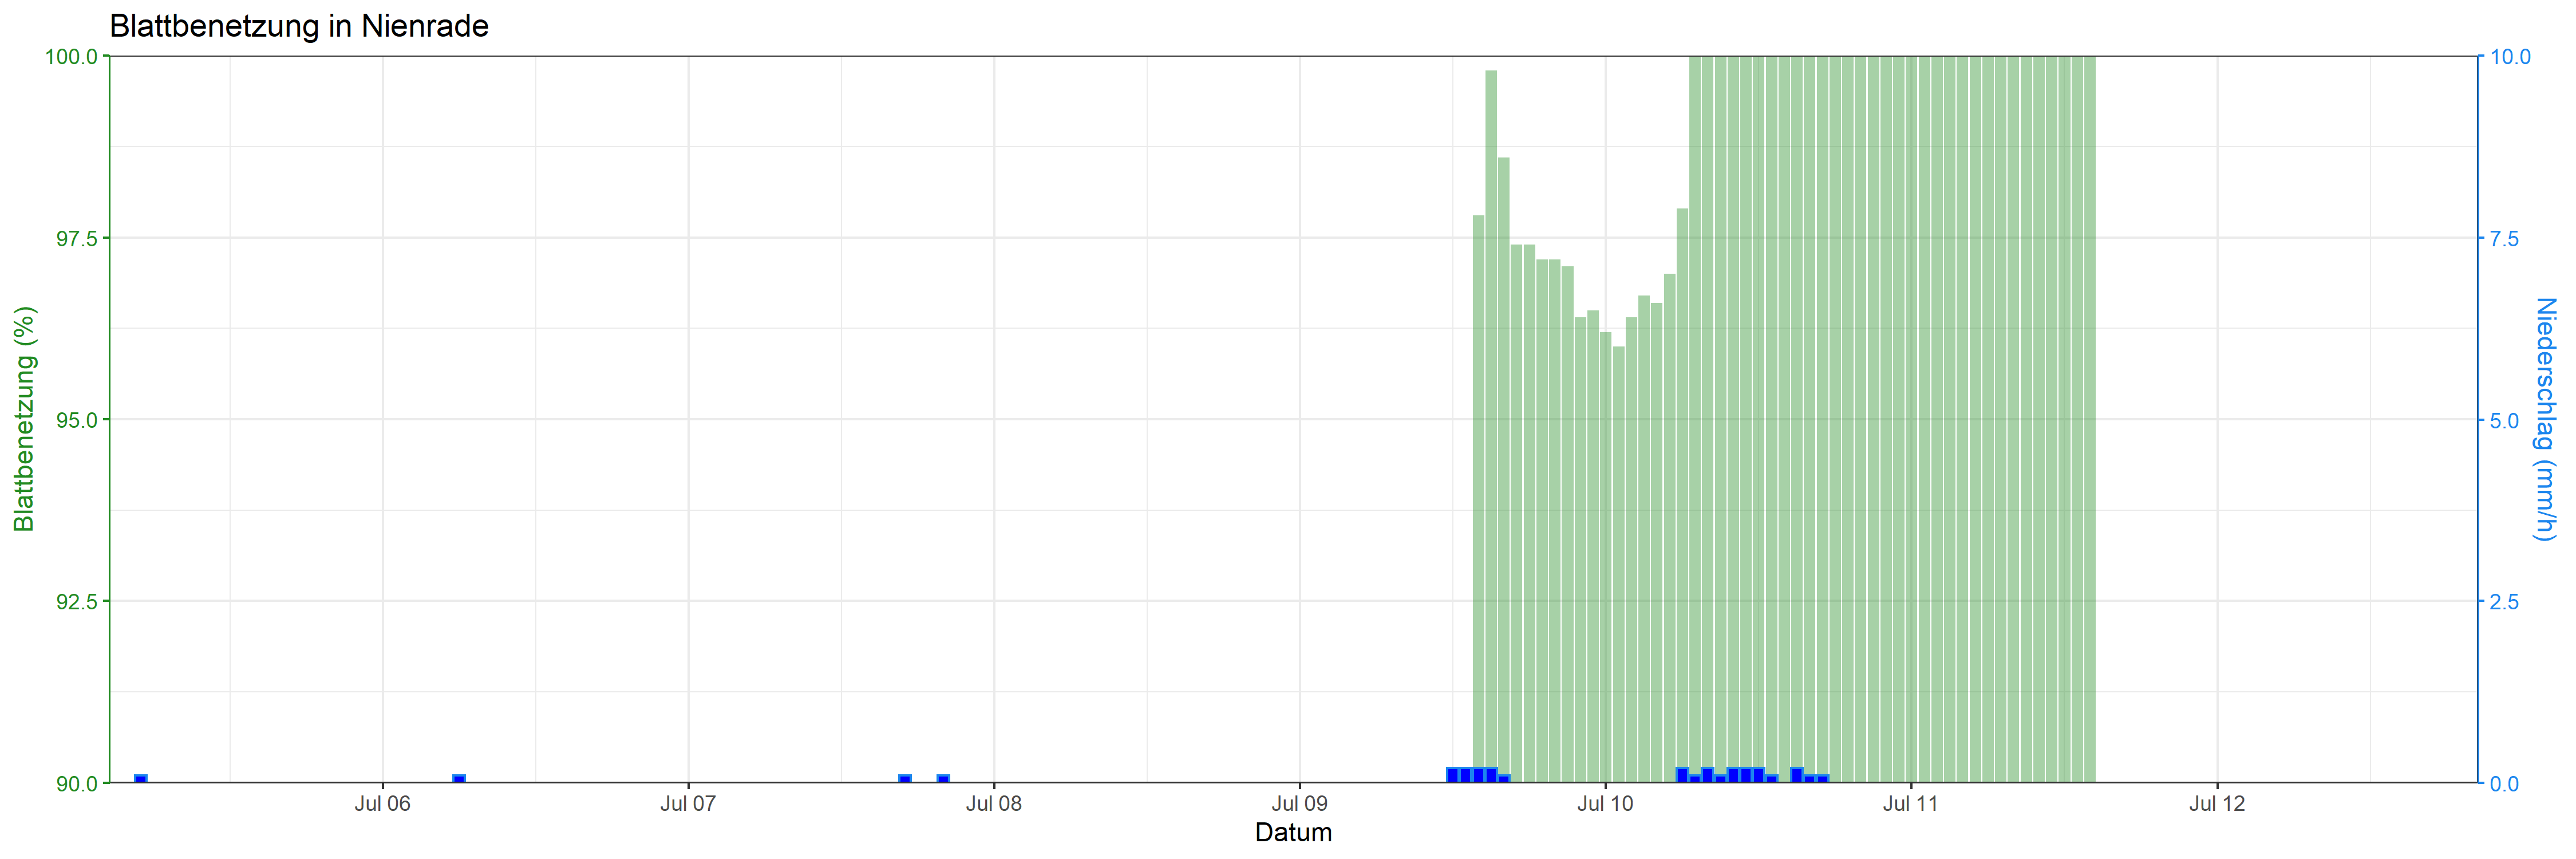 Blattbenetzung in Nienrade
Blattbenetzung (%)
100.0
97.5
95.0
92.5
90.0
10.0
7.5
5.0
2.5
0.0
Niederschlag (mm/h)
Jul 06
Jul 07
Jul 08
Jul 09
Jul 10
Jul 11
Jul 12
Datum